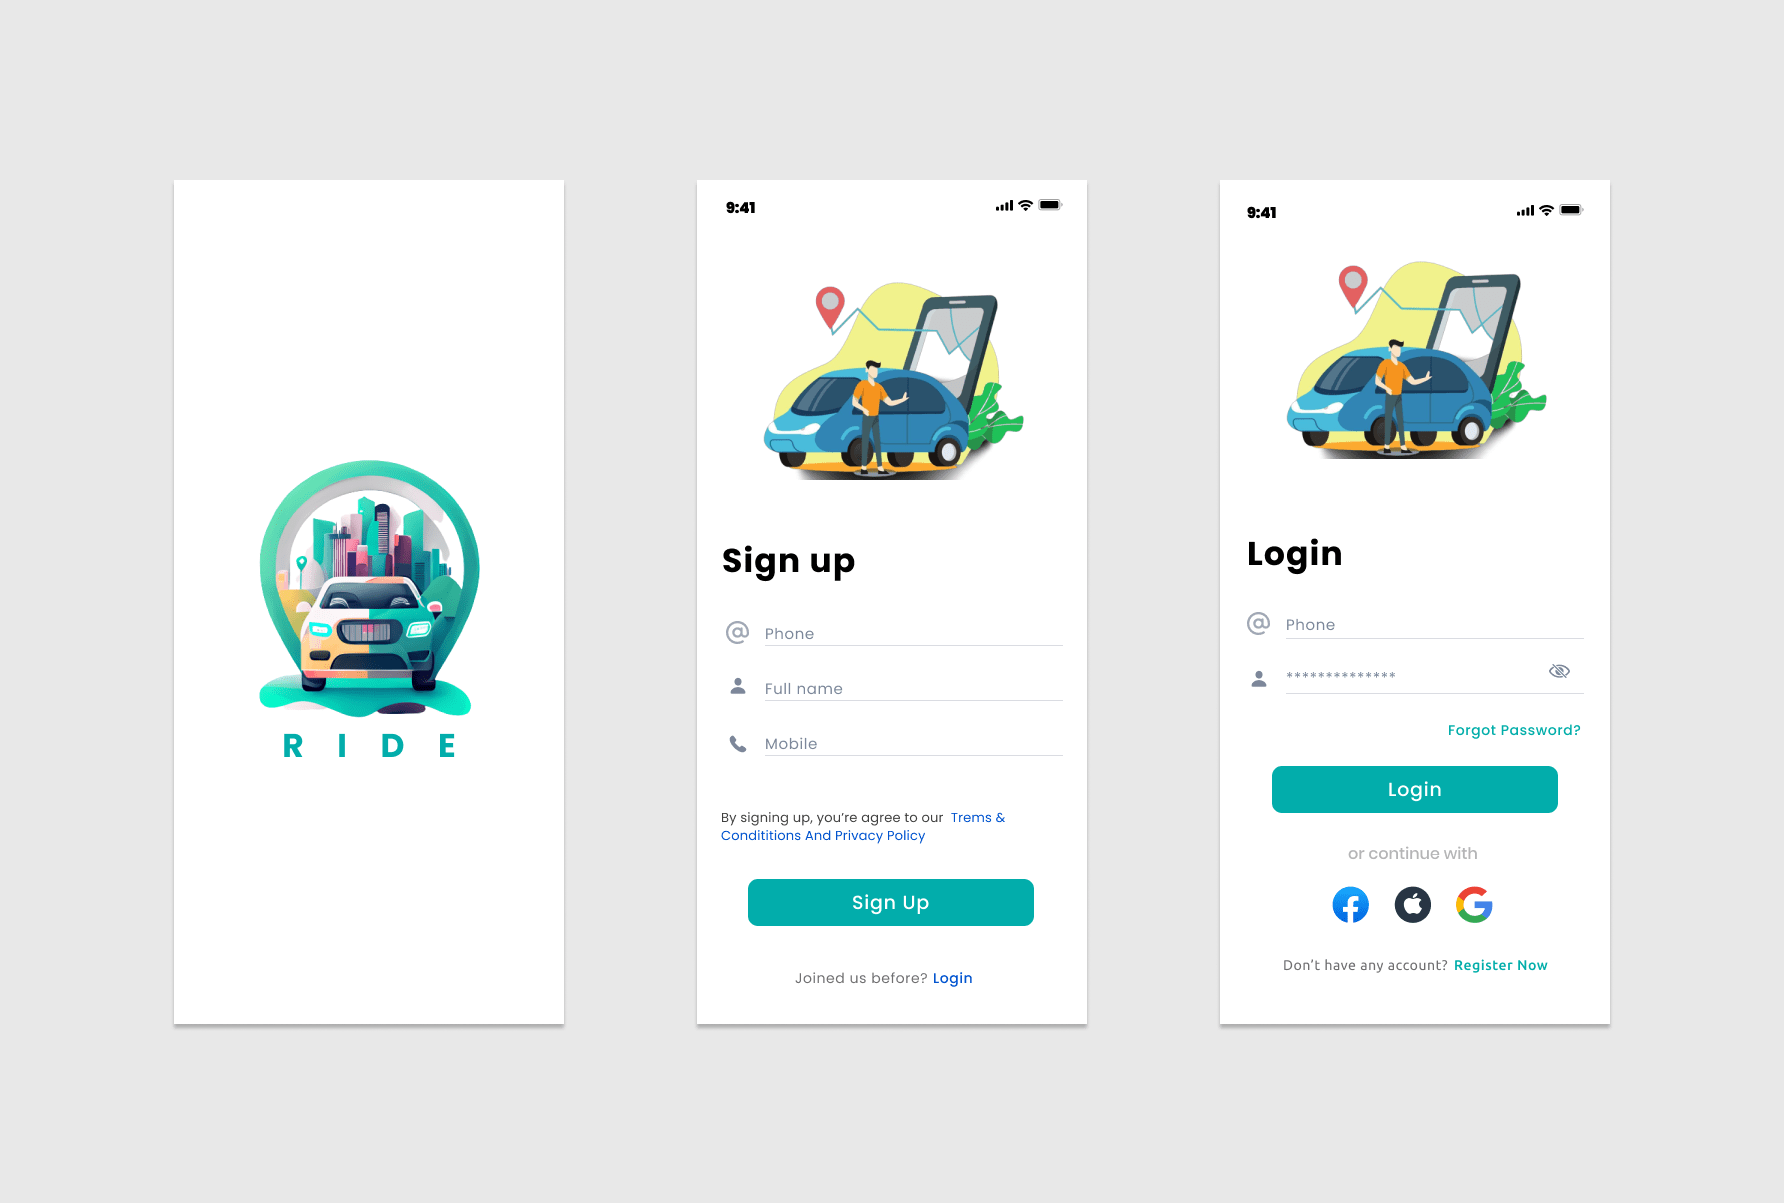 R I D E
9:41
Sign up
Phone
Full name
Mobile
By signing up, you’re agree to our Trems &
Condititions And Privacy Policy
Sign Up
Joined us before? Login
9:41
Login
Phone
**************
Forgot Password?
Login
or continue with
Don’t have any account? Register Now